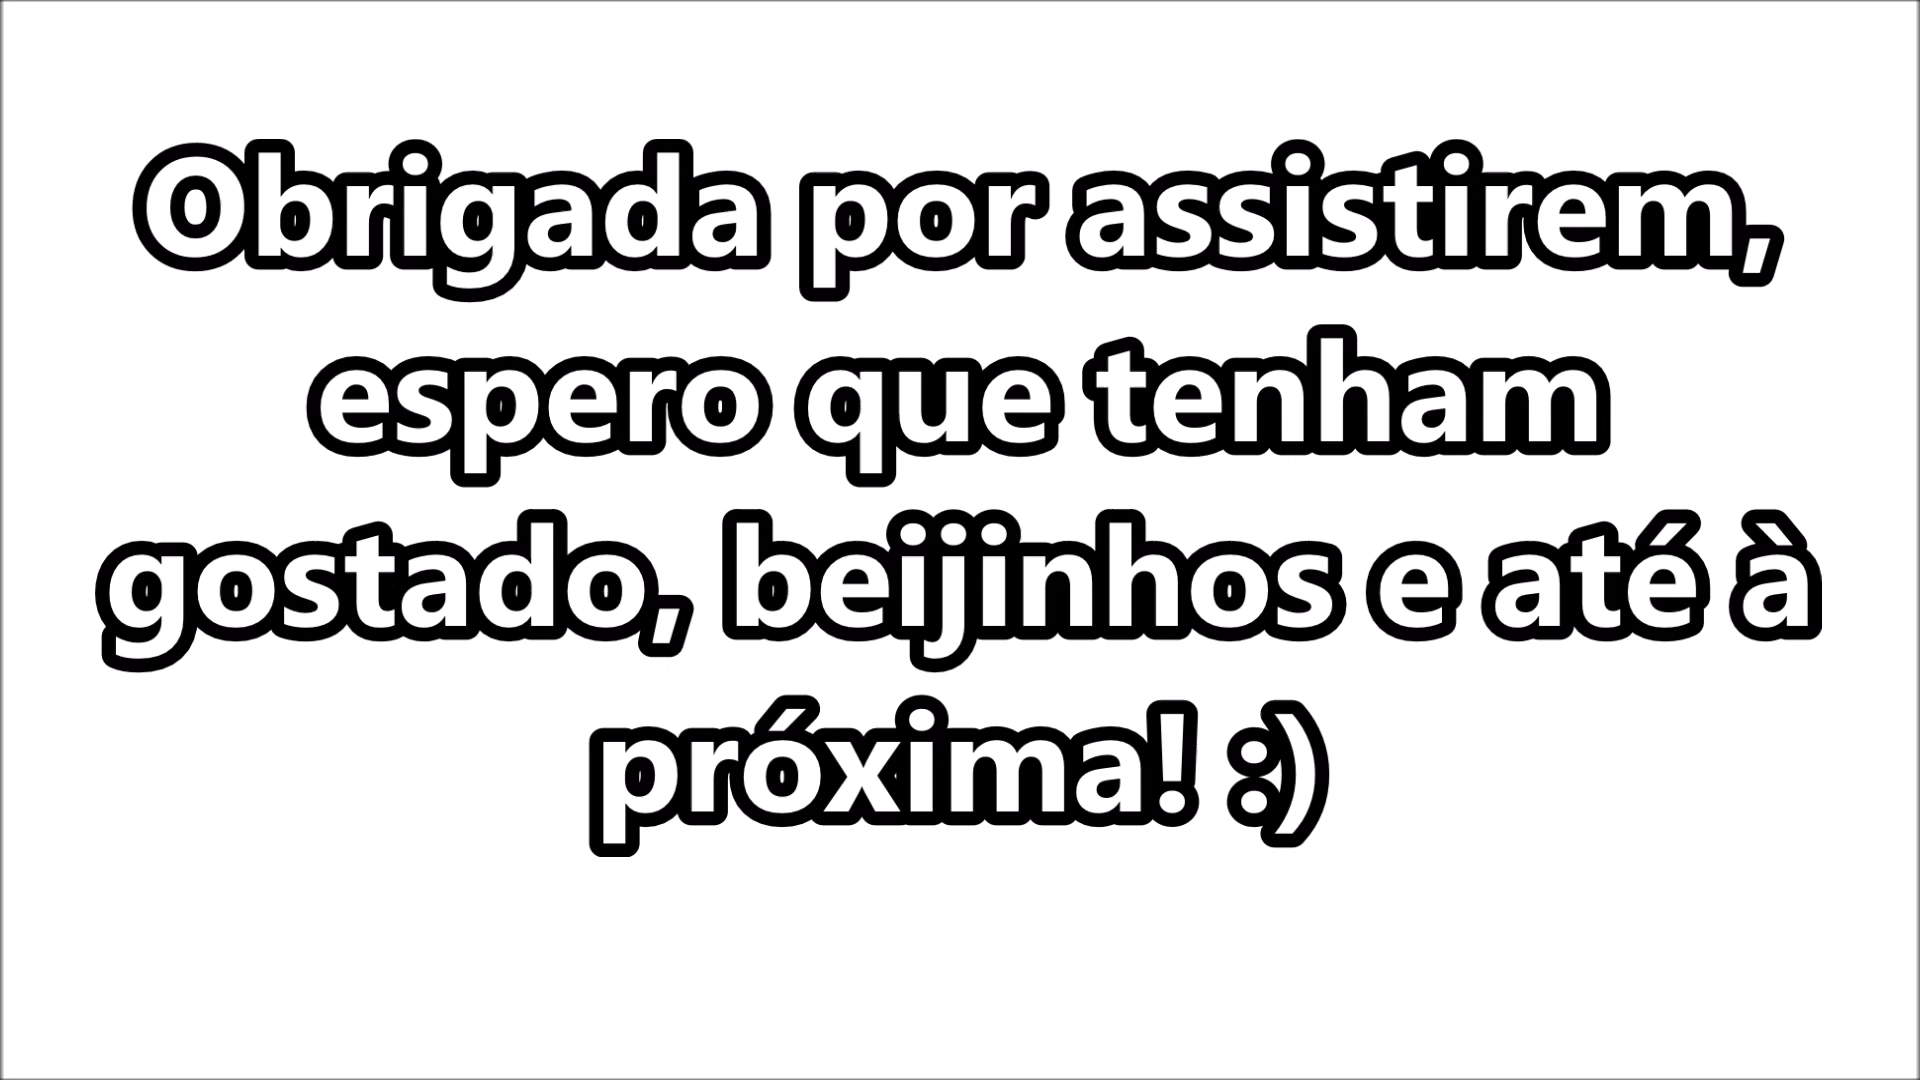 Obrigada por assistirem,
espero que tenham
gostado, beijinhos e até à
próxima! :)